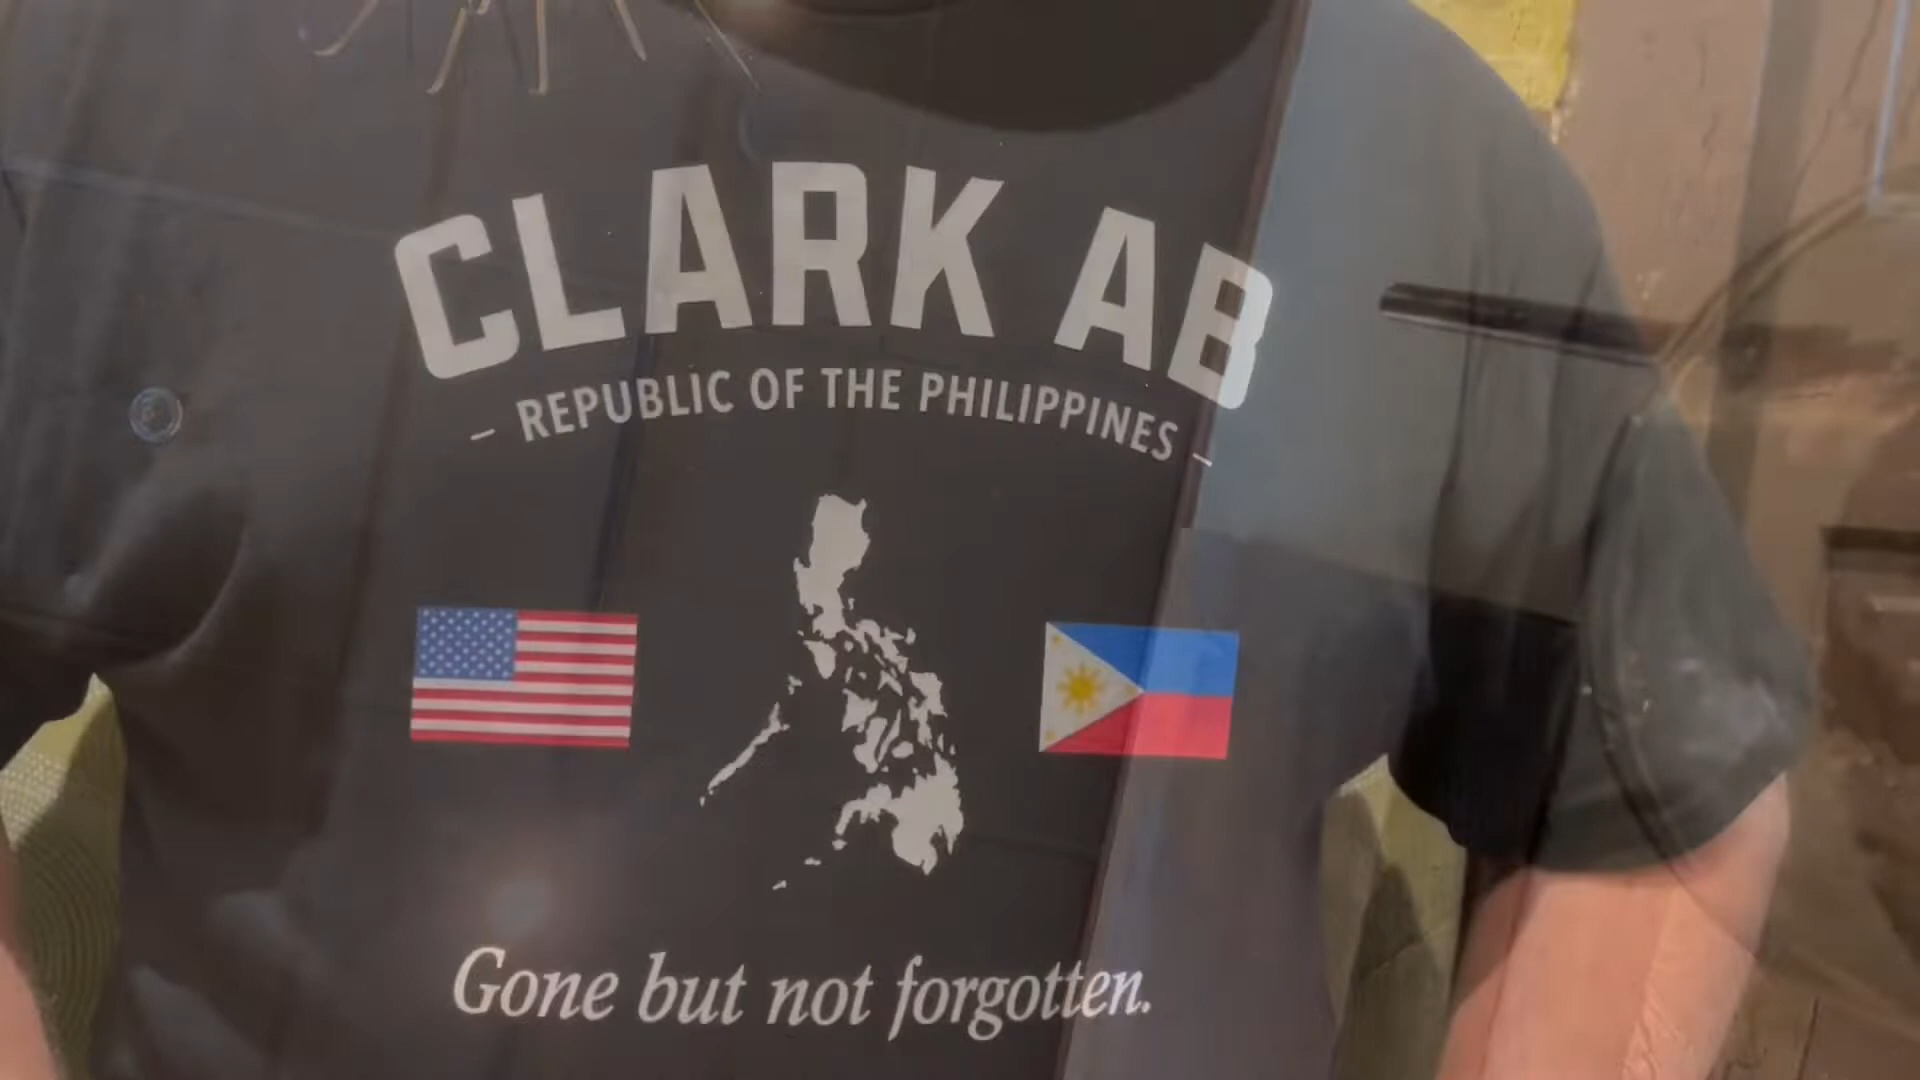 CLARK AB
– REPUBLIC OF THE PHILIPPINES –
Gone but not forgotten.